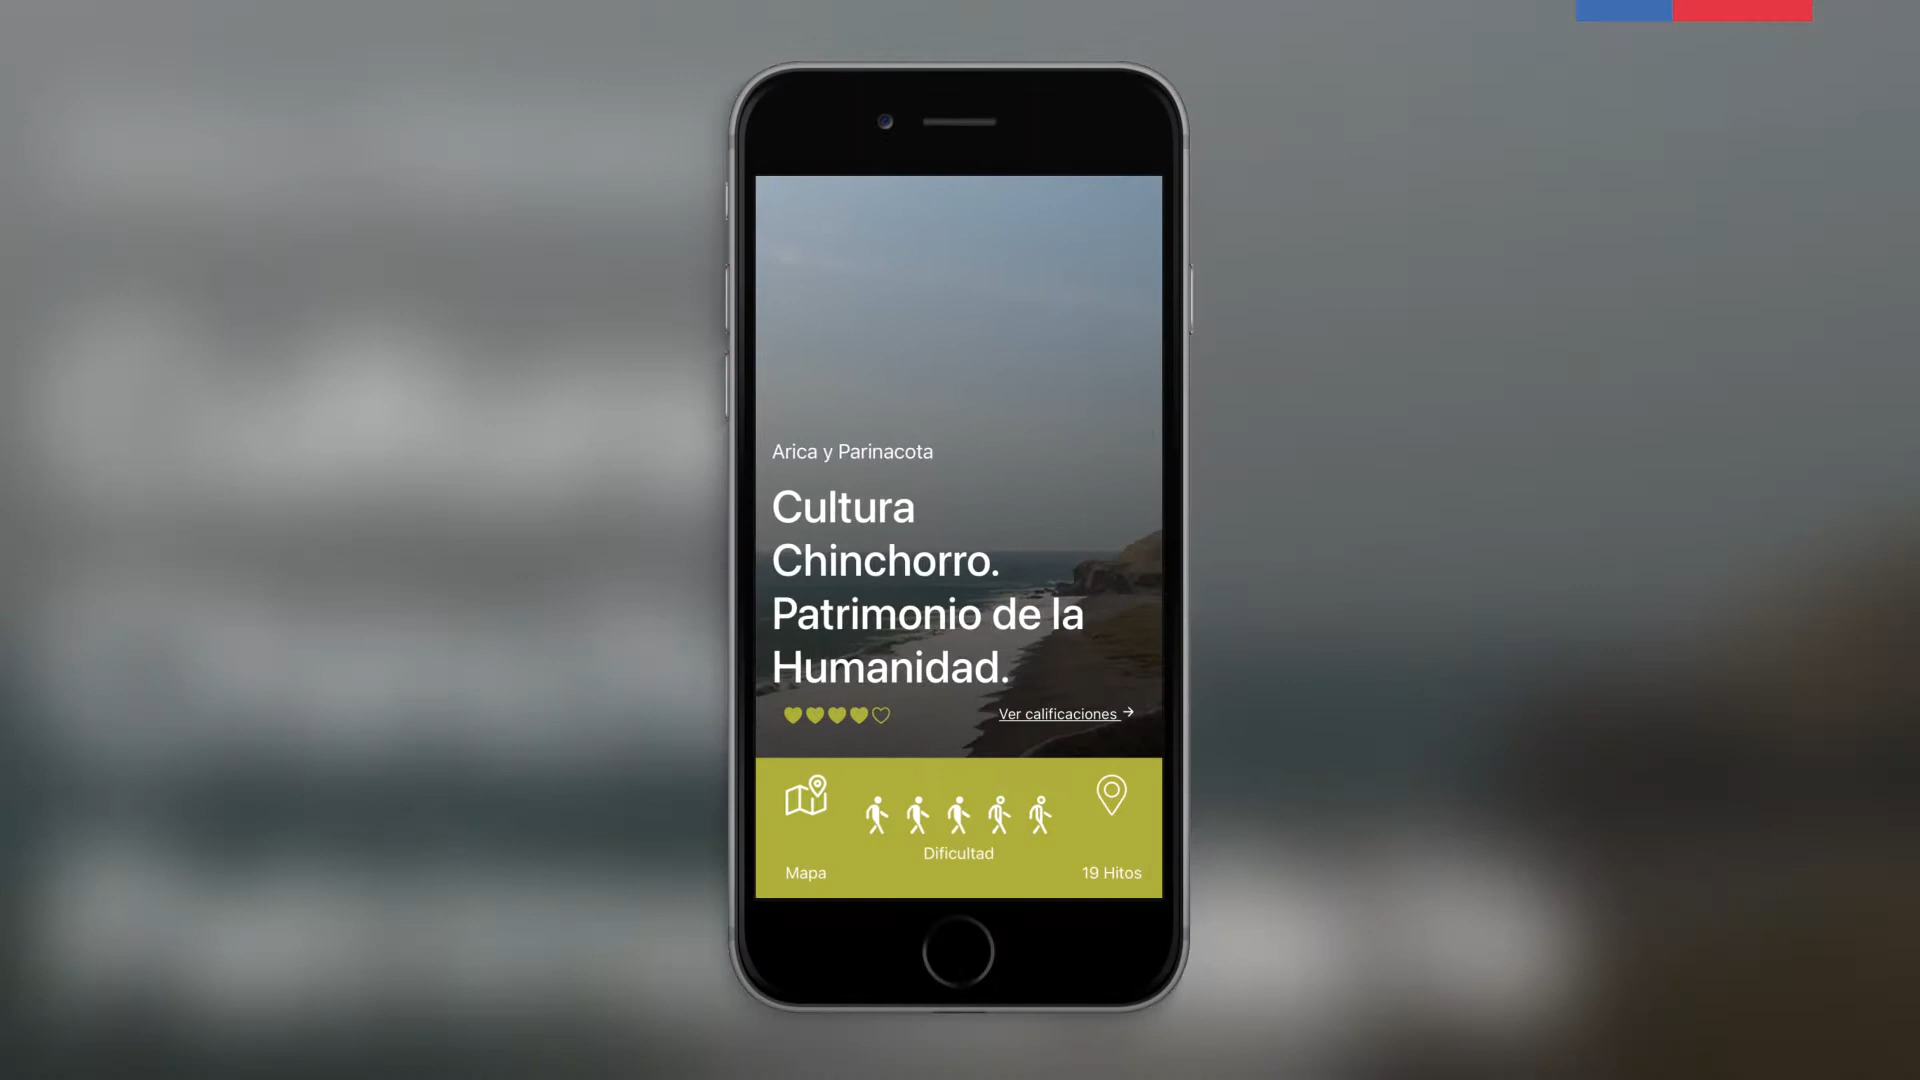 Arica y Parinacota
Cultura
Chinchorro.
Patrimonio de la
Humanidad.
Ver calificaciones →
Dificultad
Mapa
19 Hitos